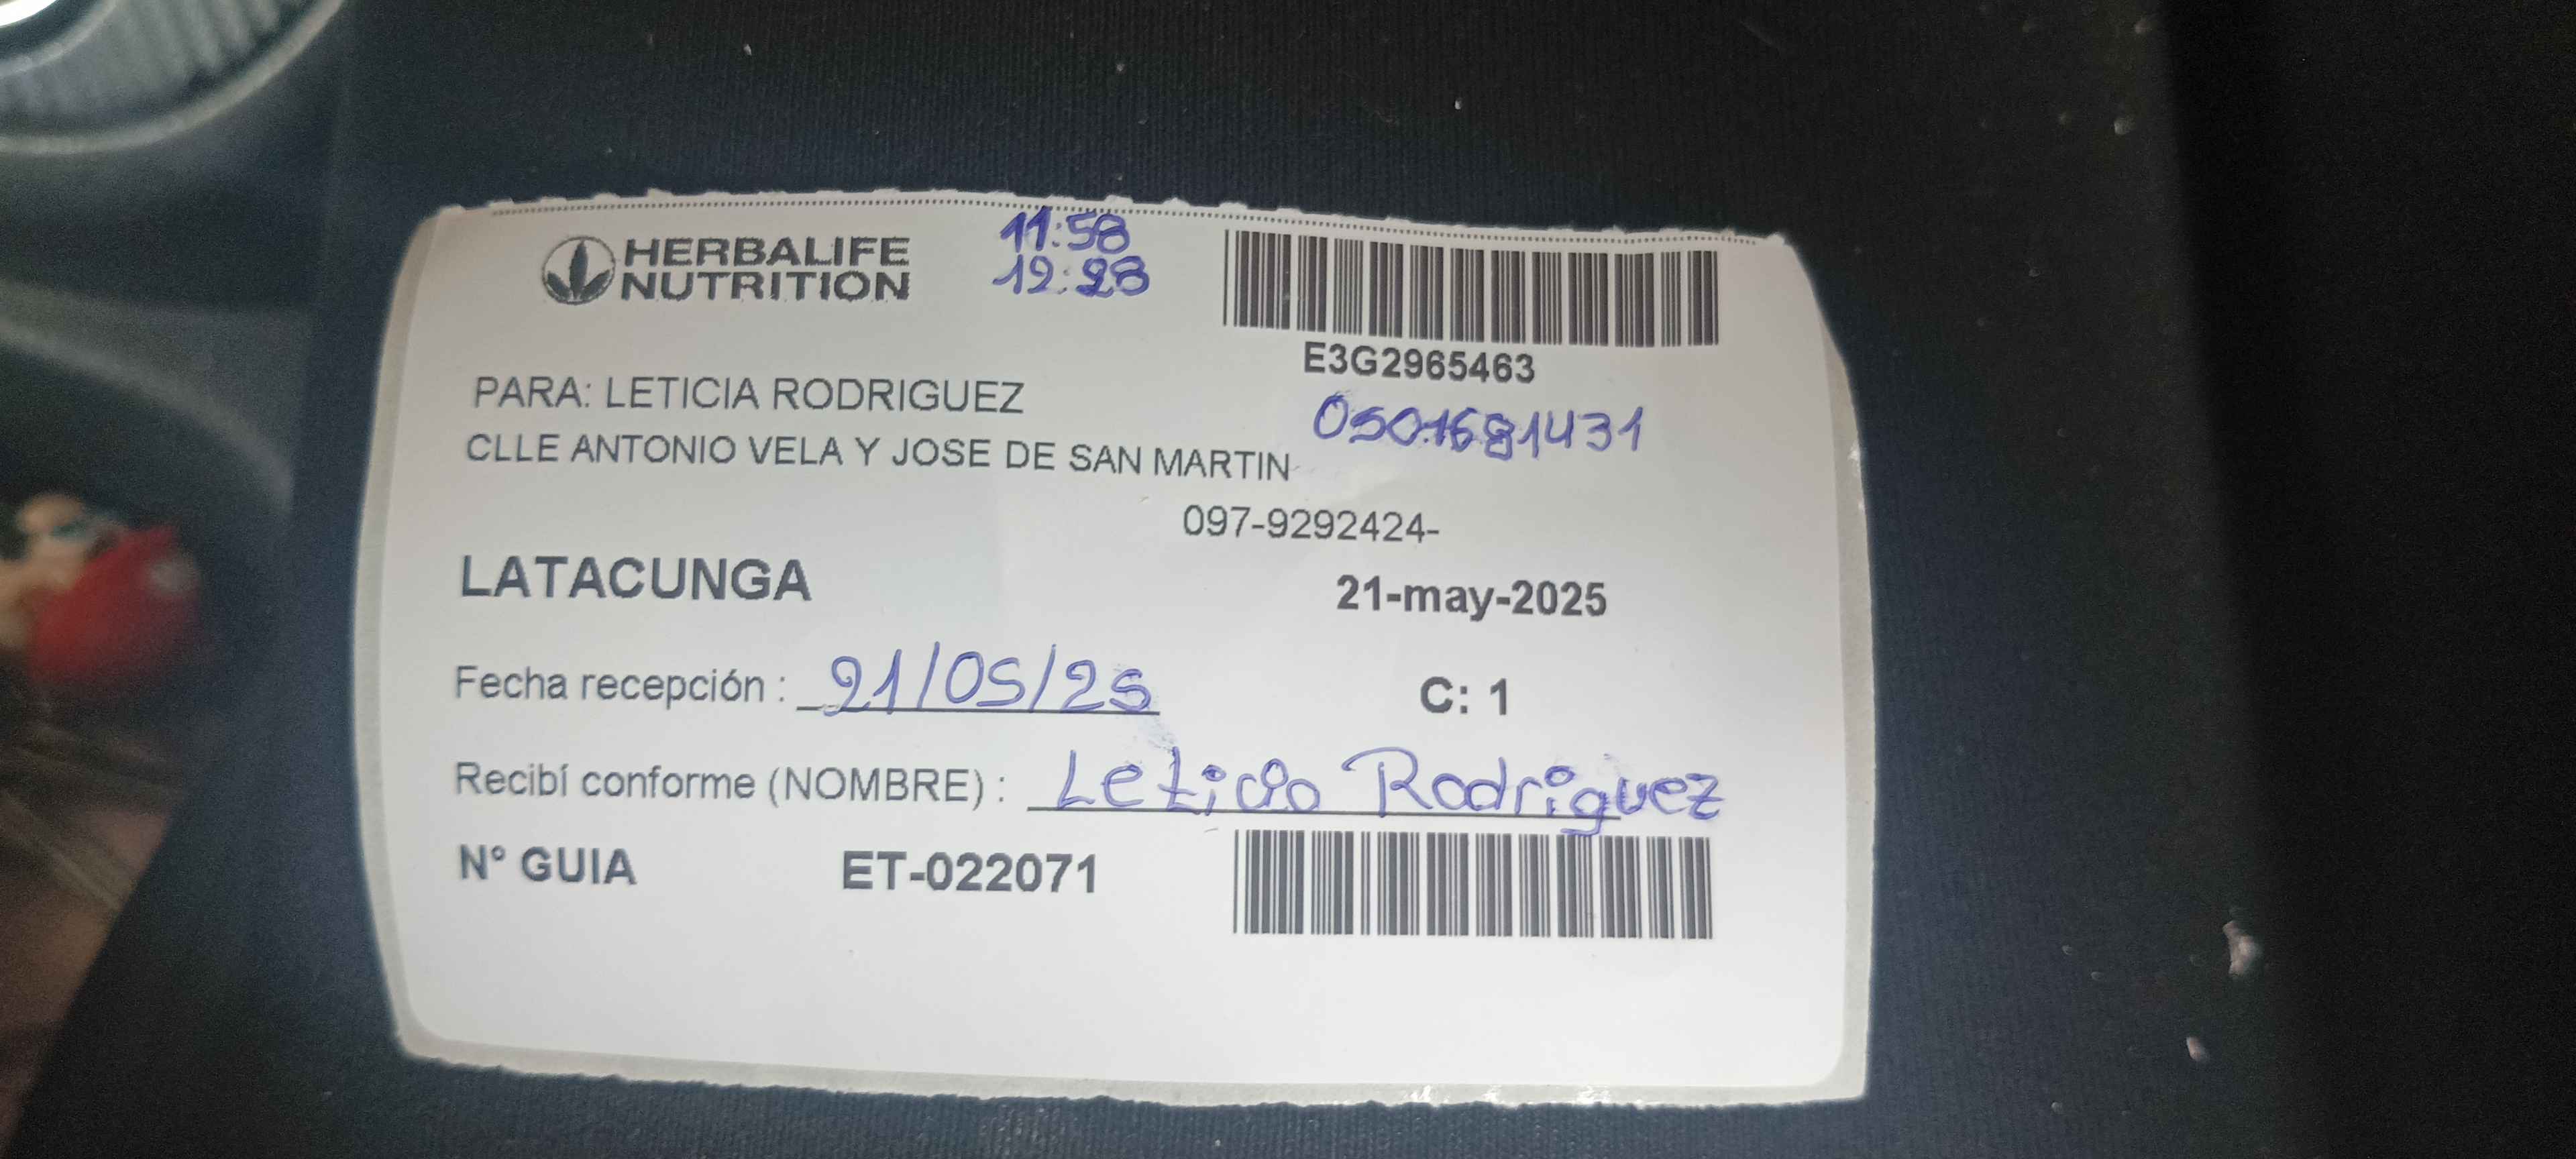 HERBALIFE
NUTRITION
11:58
12:28
E3G2965463
PARA: LETICIA RODRIGUEZ
0501681431
CLLE ANTONIO VELA Y JOSE DE SAN MARTIN
097-9292424-
LATACUNGA
21-may-2025
Fecha recepción : 21/05/25
C: 1
Recibí conforme (NOMBRE) : Leticia Rodriguez
N° GUIA ET-022071